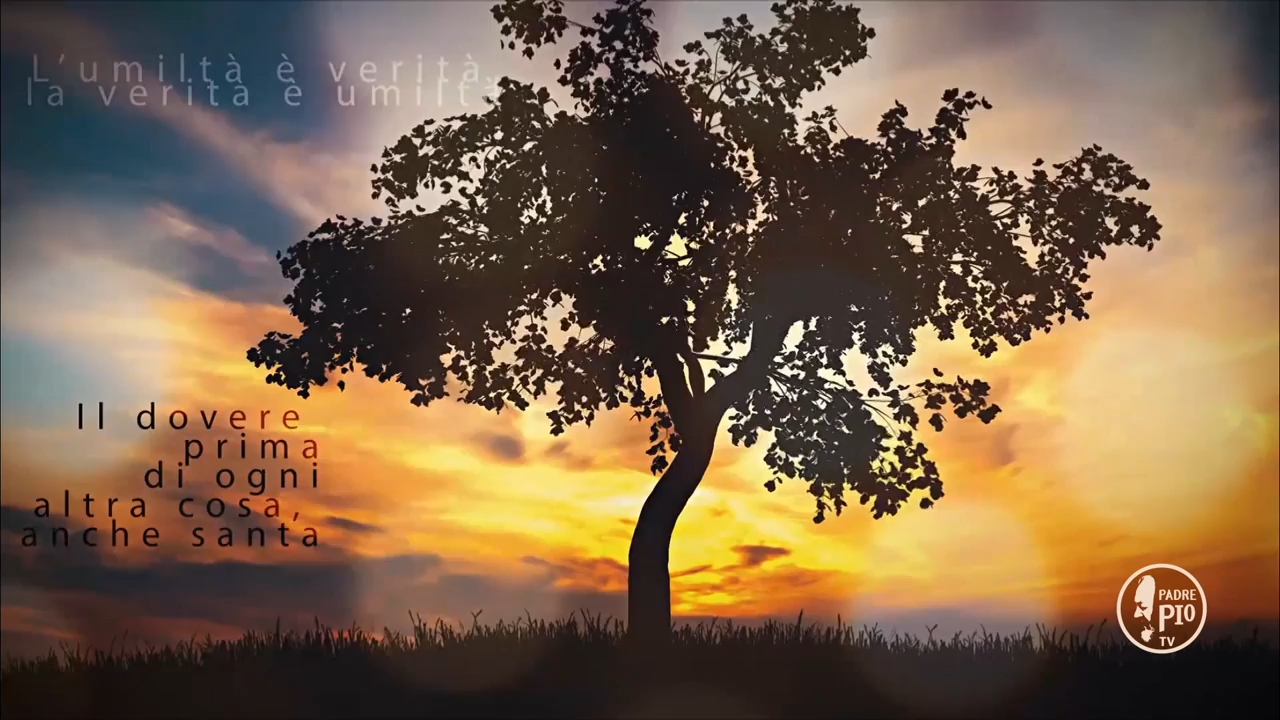 L'umiltà è verità,
la verità è umiltà
Il dovere
prima
di ogni
altra cosa,
anche santa
PADRE
PIO
TV